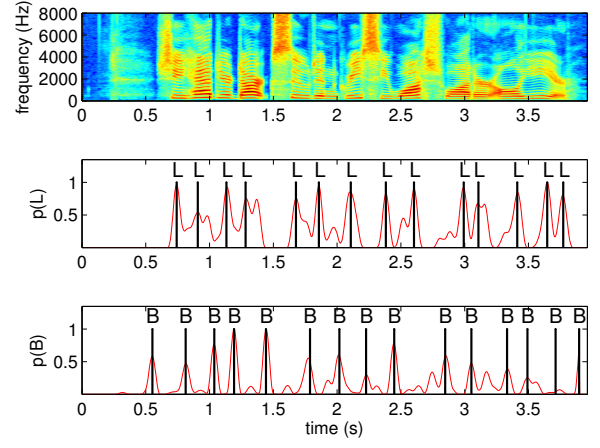 frequency (Hz)
8000
6000
4000
2000
0
0 0.5 1 1.5 2 2.5 3 3.5
L L L L L L L L L L L L L L
p(L)
1
0.5
0 0.5 1 1.5 2 2.5 3 3.5
B B B B B B B B B B B B B B B
p(B)
1
0.5
0 0.5 1 1.5 2 2.5 3 3.5
time (s)